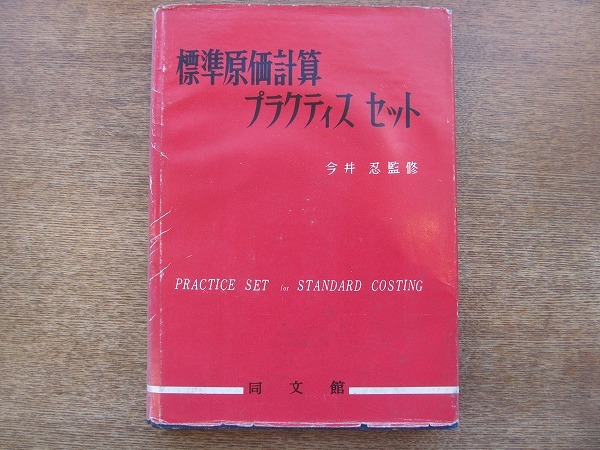 標準原価計算
プラクティス セット
今井 忍監修
PRACTICE SET for STANDARD COSTING
同文館